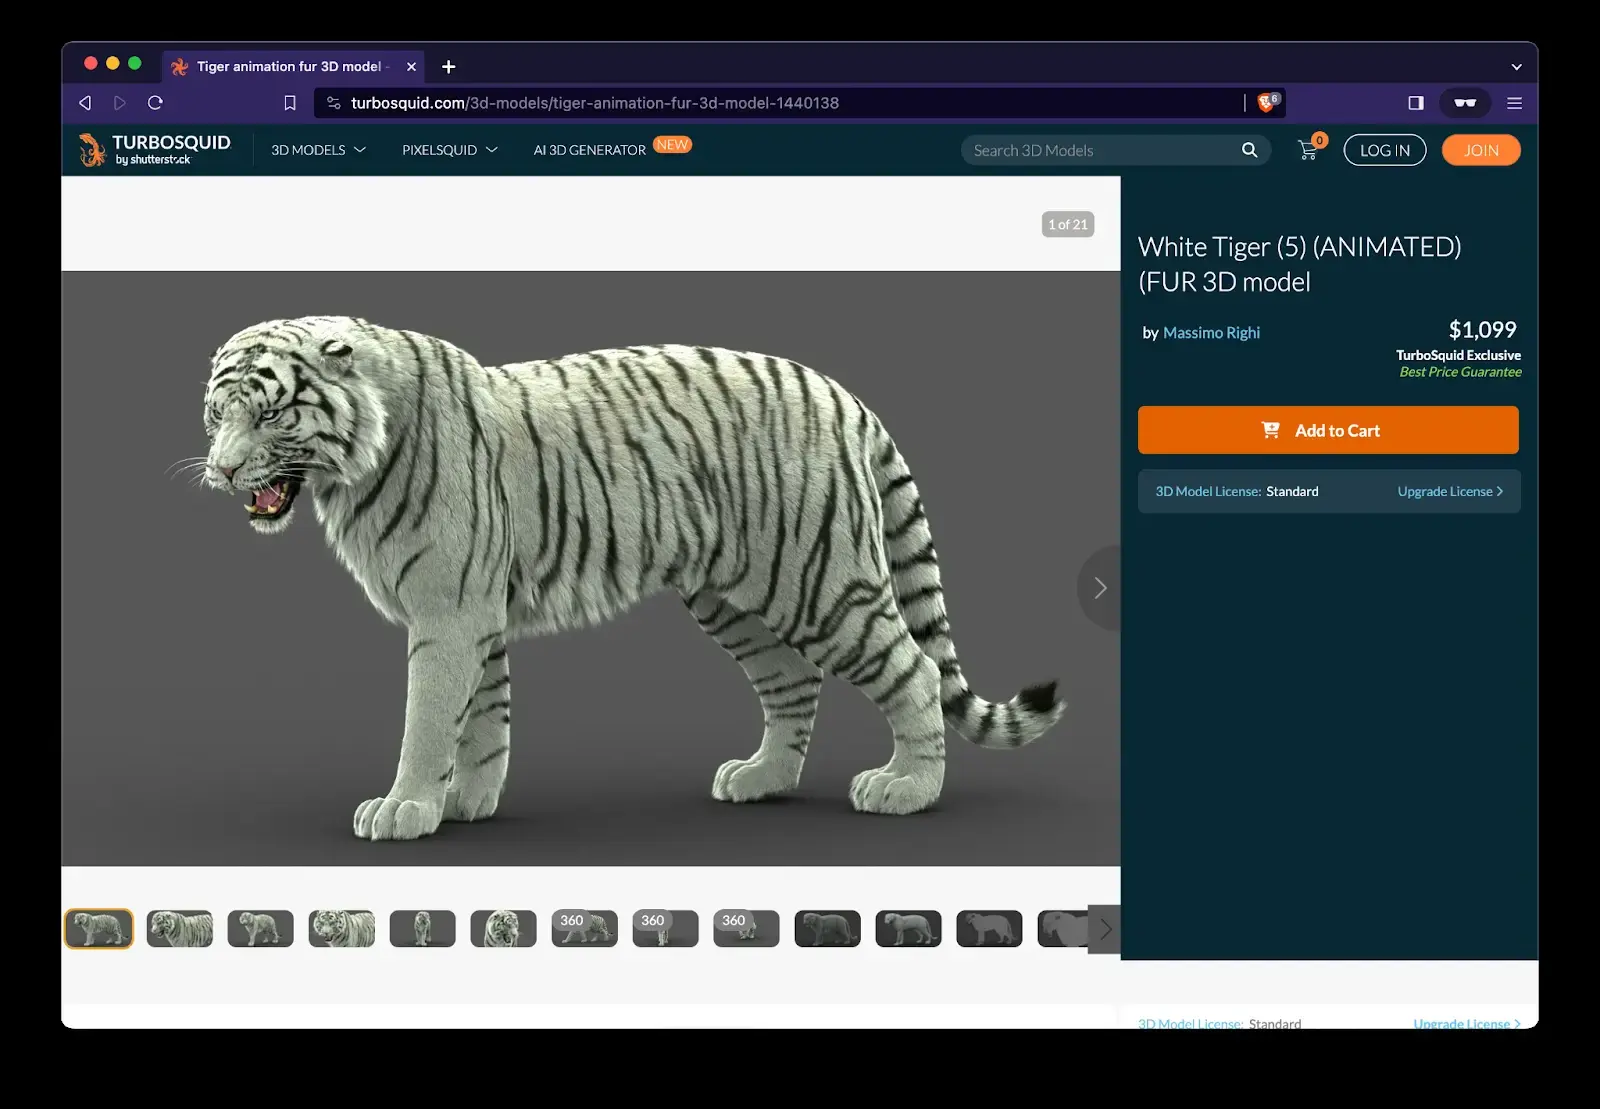 Tiger animation fur 3D model -
turbosquid.com/3d-models/tiger-animation-fur-3d-model-1440138
6
TURBOSQUID
by shutterstock
3D MODELS
PIXELSQUID
AI 3D GENERATOR
NEW
Search 3D Models
0
LOG IN
JOIN
1 of 21
White Tiger (5) (ANIMATED)
(FUR 3D model
by Massimo Righi
$1,099
TurboSquid Exclusive
Best Price Guarantee
Add to Cart
3D Model License: Standard
Upgrade License
360
360
360
3D Model License: Standard
Upgrade License